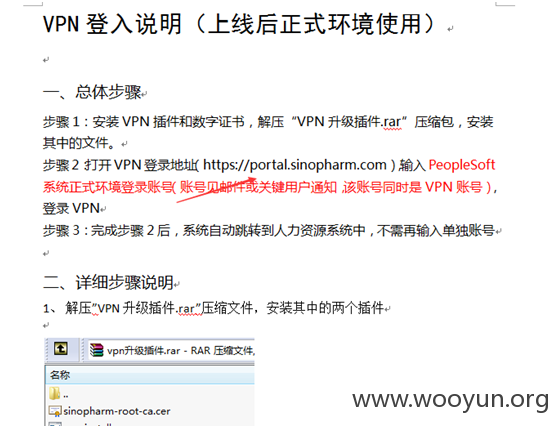 VPN 登入说明（上线后正式环境使用）
一、总体步骤
步骤 1：安装 VPN 插件和数字证书，解压“VPN 升级插件.rar”压缩包，安装
其中的文件。
步骤 2：打开 VPN 登录地址（https://portal.sinopharm.com）,输入 PeopleSoft
系统正式环境登录账号（账号见邮件或关键用户通知，该账号同时是 VPN 账号），
登录 VPN
步骤 3：完成步骤 2 后，系统自动跳转到人力资源系统中，不需再输入单独账号
二、详细步骤说明
1、 解压”VPN 升级插件.rar”压缩文件，安装其中的两个插件
vpn升级插件.rar - RAR 压缩文件,
名称
..
sinopharm-root-ca.cer
www.wooyun.org